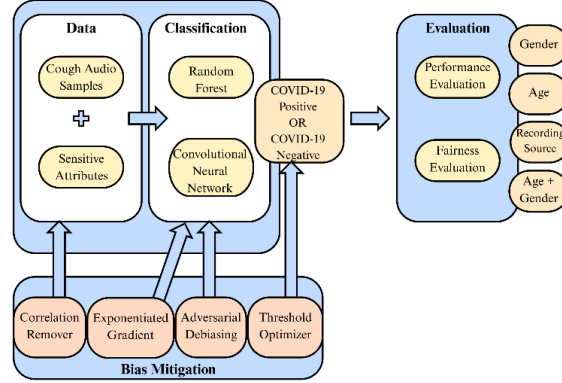 Data
Cough Audio
Samples
Sensitive
Attributes
Classification
Random
Forest
Convolutional
Neural
Network
COVID-19
Positive
OR
COVID-19
Negative
Evaluation
Performance
Evaluation
Fairness
Evaluation
Gender
Age
Recording
Source
Age +
Gender
Correlation
Remover
Exponentiated
Gradient
Adversarial
Debiasing
Threshold
Optimizer
Bias Mitigation